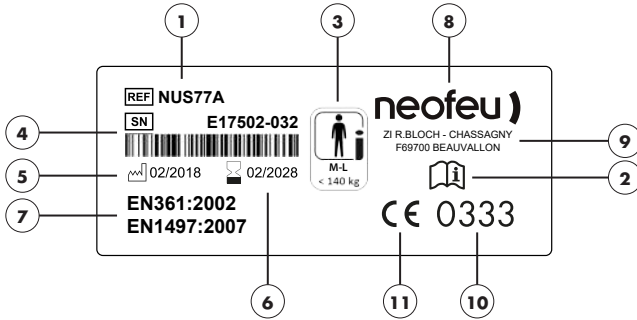 1
3
8
REF NUS77A
SN E17502-032
4
02/2018 02/2028
5
EN361:2002
EN1497:2007
7
6
M-L
< 140 kg
neofeu
ZI R.BLOCH - CHASSAGNY
F69700 BEAUVALLON
9
i
2
CE 0333
11
10